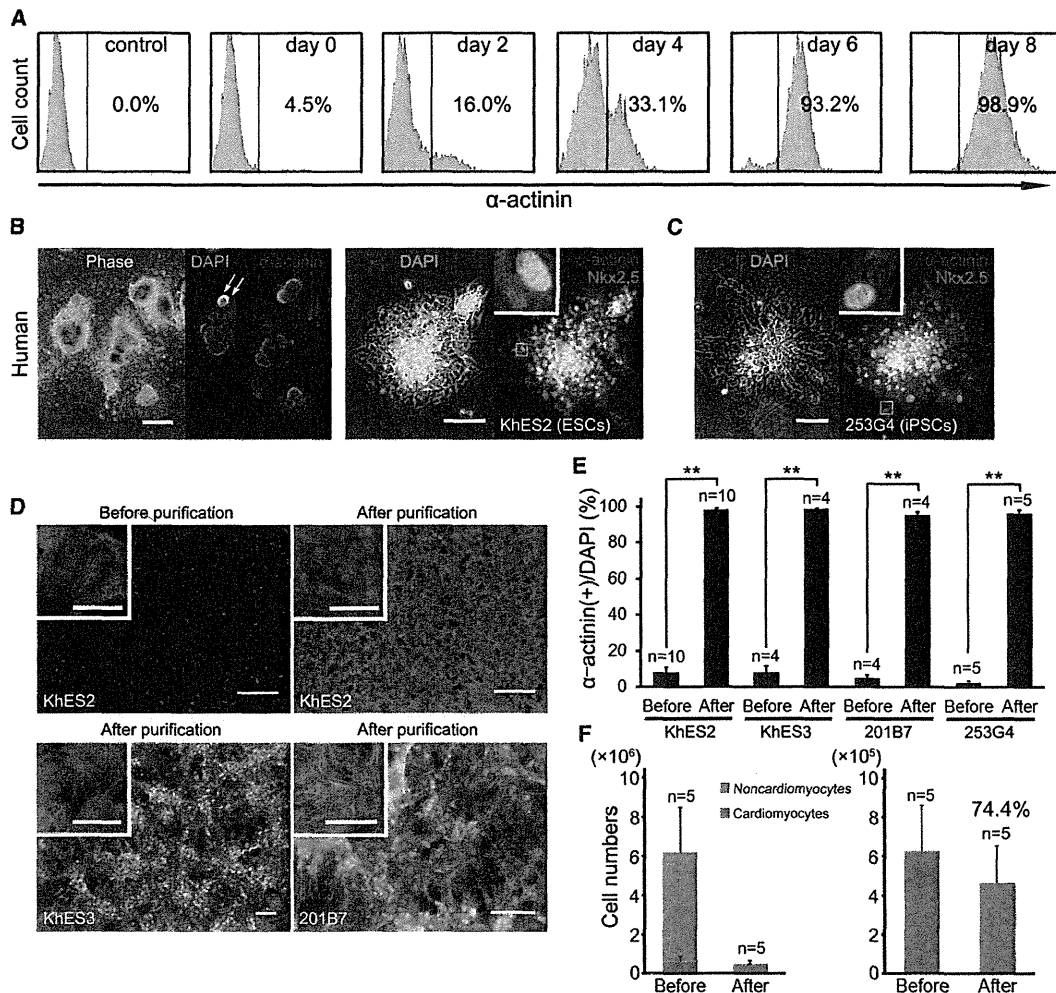 A
control
day 0
day 2
day 4
day 6
day 8
0.0%
4.5%
16.0%
33.1%
93.2%
98.9%
Cell count
α-actinin
B
C
Human
Phase
DAPI
DAPI
Nkx2.5
KhES2 (ESCs)
DAPI
Nkx2.5
253G4 (iPSCs)
D
Before purification
After purification
KhES2
KhES2
After purification
After purification
KhES3
201B7
E
α–actinin(+)/DAPI (%)
100
80
60
40
20
0
** ** ** **
n=10
n=10
n=4
n=4
n=4
n=4
n=5
n=5
Before After Before After Before After Before After
KhES2 KhES3 201B7 253G4
F
Cell numbers
(×10⁶)
10
8
6
4
2
0
n=5
n=5
Before After
Noncardiomyocytes
Cardiomyocytes
(×10⁵)
10
8
6
4
2
0
n=5
74.4%
n=5
Before After